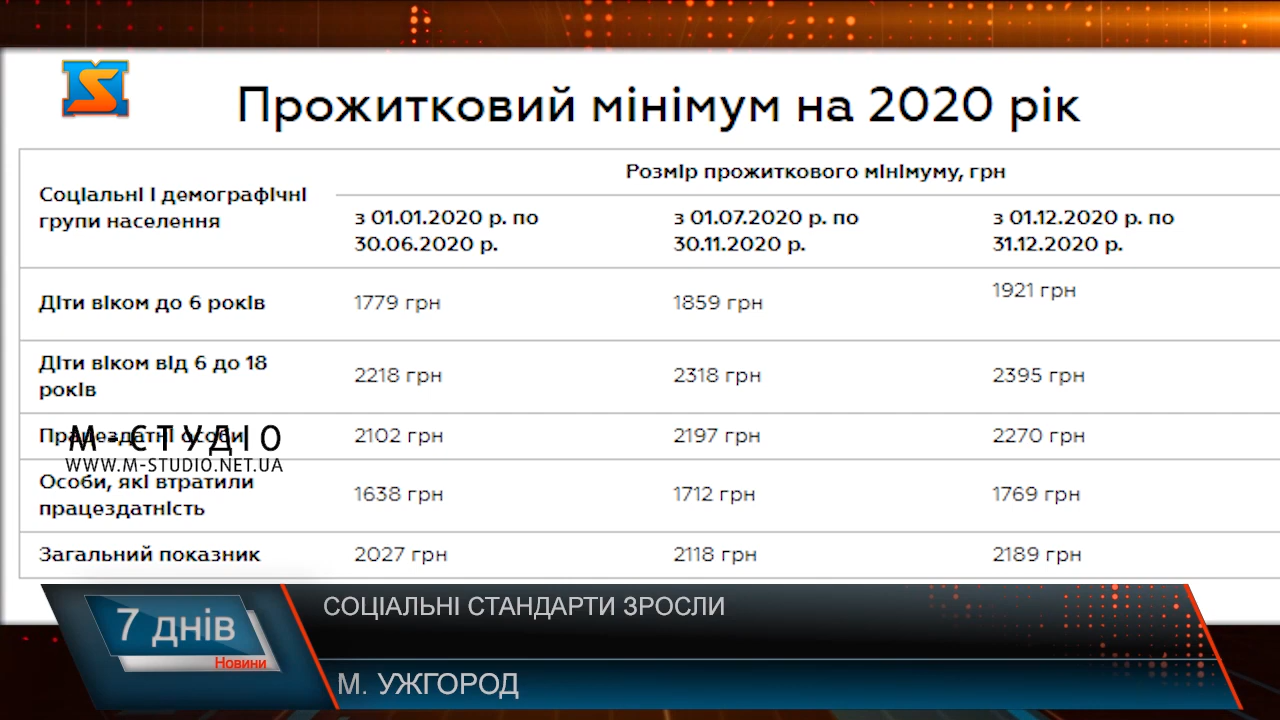 Прожитковий мінімум на 2020 рік
Розмір прожиткового мінімуму, грн
Соціальні і демографічні
групи населення
з 01.01.2020 р. по
30.06.2020 р.
з 01.07.2020 р. по
30.11.2020 р.
з 01.12.2020 р. по
31.12.2020 р.
Діти віком до 6 років
1779 грн
1859 грн
1921 грн
Діти віком від 6 до 18
років
2218 грн
2318 грн
2395 грн
Працездатні особи
2102 грн
2197 грн
2270 грн
М-СТУДІО
WWW.M-STUDIO.NET.UA
Особи, які втратили
працездатність
1638 грн
1712 грн
1769 грн
Загальний показник
2027 грн
2118 грн
2189 грн
7 днів
Новини
СОЦІАЛЬНІ СТАНДАРТИ ЗРОСЛИ
М. УЖГОРОД